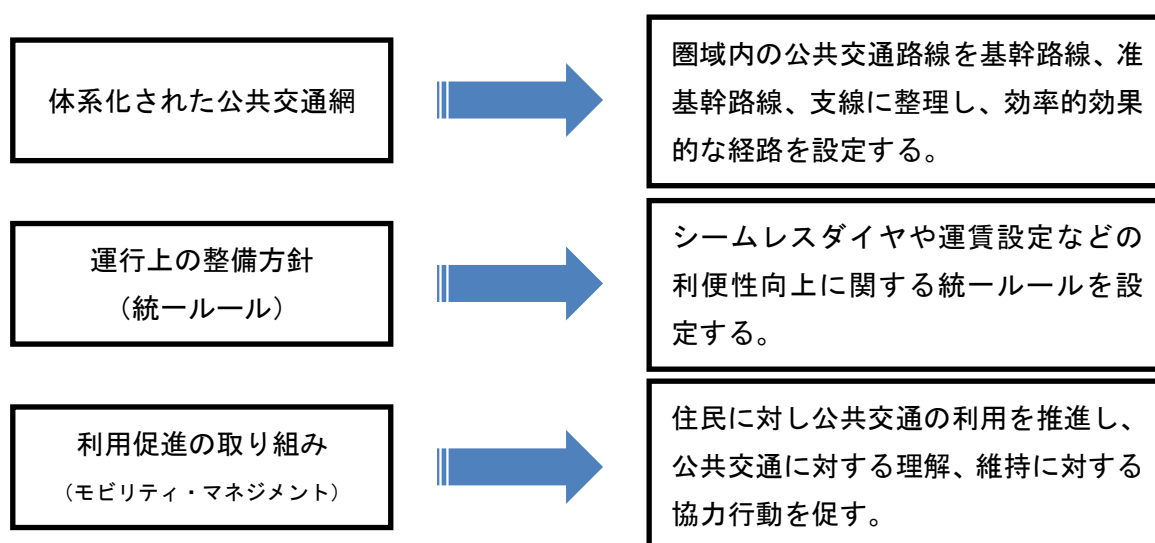 体系化された公共交通網
圏域内の公共交通路線を基幹路線、准
基幹路線、支線に整理し、効率的効果
的な経路を設定する。
運行上の整備方針
（統一ルール）
シームレスダイヤや運賃設定などの
利便性向上に関する統一ルールを設
定する。
利用促進の取り組み
（モビリティ・マネジメント）
住民に対し公共交通の利用を推進し、
公共交通に対する理解、維持に対する
協力行動を促す。